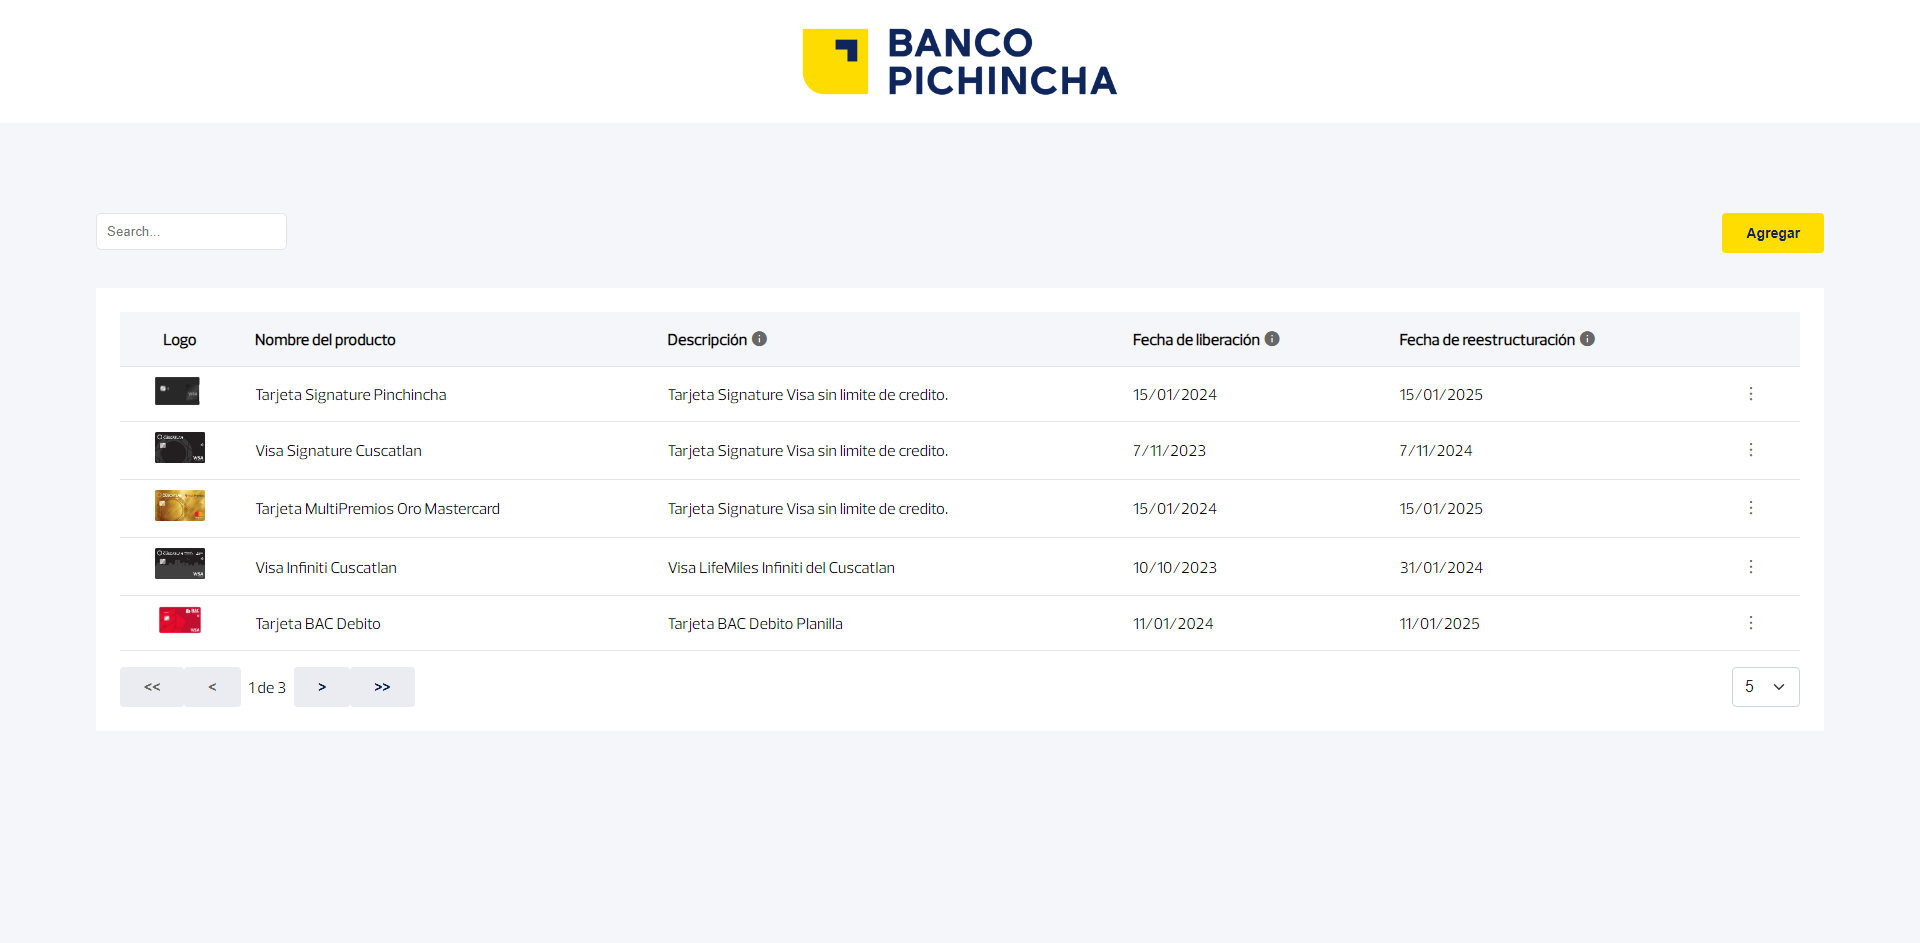 BANCO
PICHINCHA
Search...
Agregar
Logo Nombre del producto Descripción Fecha de liberación Fecha de reestructuración
Tarjeta Signature Pinchincha Tarjeta Signature Visa sin limite de credito. 15/01/2024 15/01/2025
Visa Signature Cuscatlan Tarjeta Signature Visa sin limite de credito. 7/11/2023 7/11/2024
Tarjeta MultiPremios Oro Mastercard Tarjeta Signature Visa sin limite de credito. 15/01/2024 15/01/2025
Visa Infiniti Cuscatlan Visa LifeMiles Infiniti del Cuscatlan 10/10/2023 31/01/2024
Tarjeta BAC Debito Tarjeta BAC Debito Planilla 11/01/2024 11/01/2025
<< < 1 de 3 > >> 5